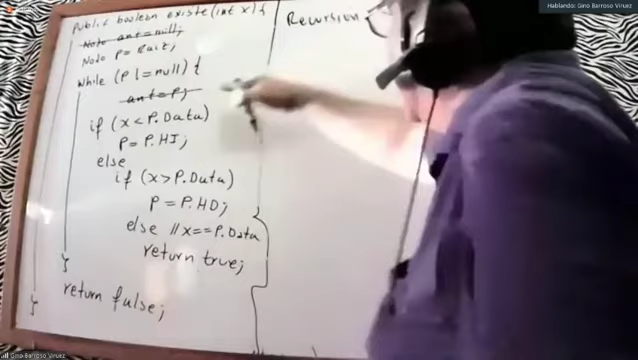 Hablando: Gino Barroso Viruez
public boolean existe(int x){
Nodo ant=null;
Nodo P=Raiz;
while (P!=null) {
ant=P;
if (x<P.Data)
P=P.HI;
else
if (x>P.Data)
P=P.HD;
else //x==P.Data
return true;
}
return false;
}
Recursion
Gino Barroso Viruez